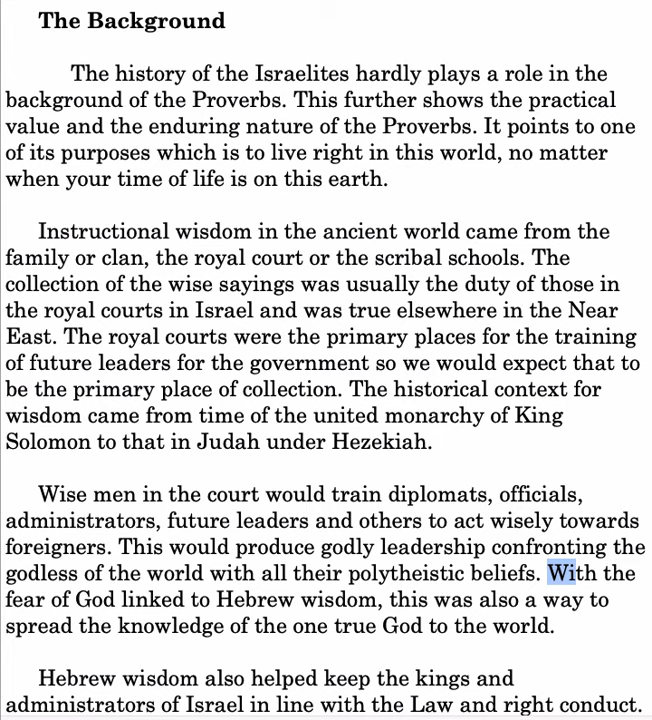 The Background
The history of the Israelites hardly plays a role in the
background of the Proverbs. This further shows the practical
value and the enduring nature of the Proverbs. It points to one
of its purposes which is to live right in this world, no matter
when your time of life is on this earth.
Instructional wisdom in the ancient world came from the
family or clan, the royal court or the scribal schools. The
collection of the wise sayings was usually the duty of those in
the royal courts in Israel and was true elsewhere in the Near
East. The royal courts were the primary places for the training
of future leaders for the government so we would expect that to
be the primary place of collection. The historical context for
wisdom came from time of the united monarchy of King
Solomon to that in Judah under Hezekiah.
Wise men in the court would train diplomats, officials,
administrators, future leaders and others to act wisely towards
foreigners. This would produce godly leadership confronting the
godless of the world with all their polytheistic beliefs. With the
fear of God linked to Hebrew wisdom, this was also a way to
spread the knowledge of the one true God to the world.
Hebrew wisdom also helped keep the kings and
administrators of Israel in line with the Law and right conduct.